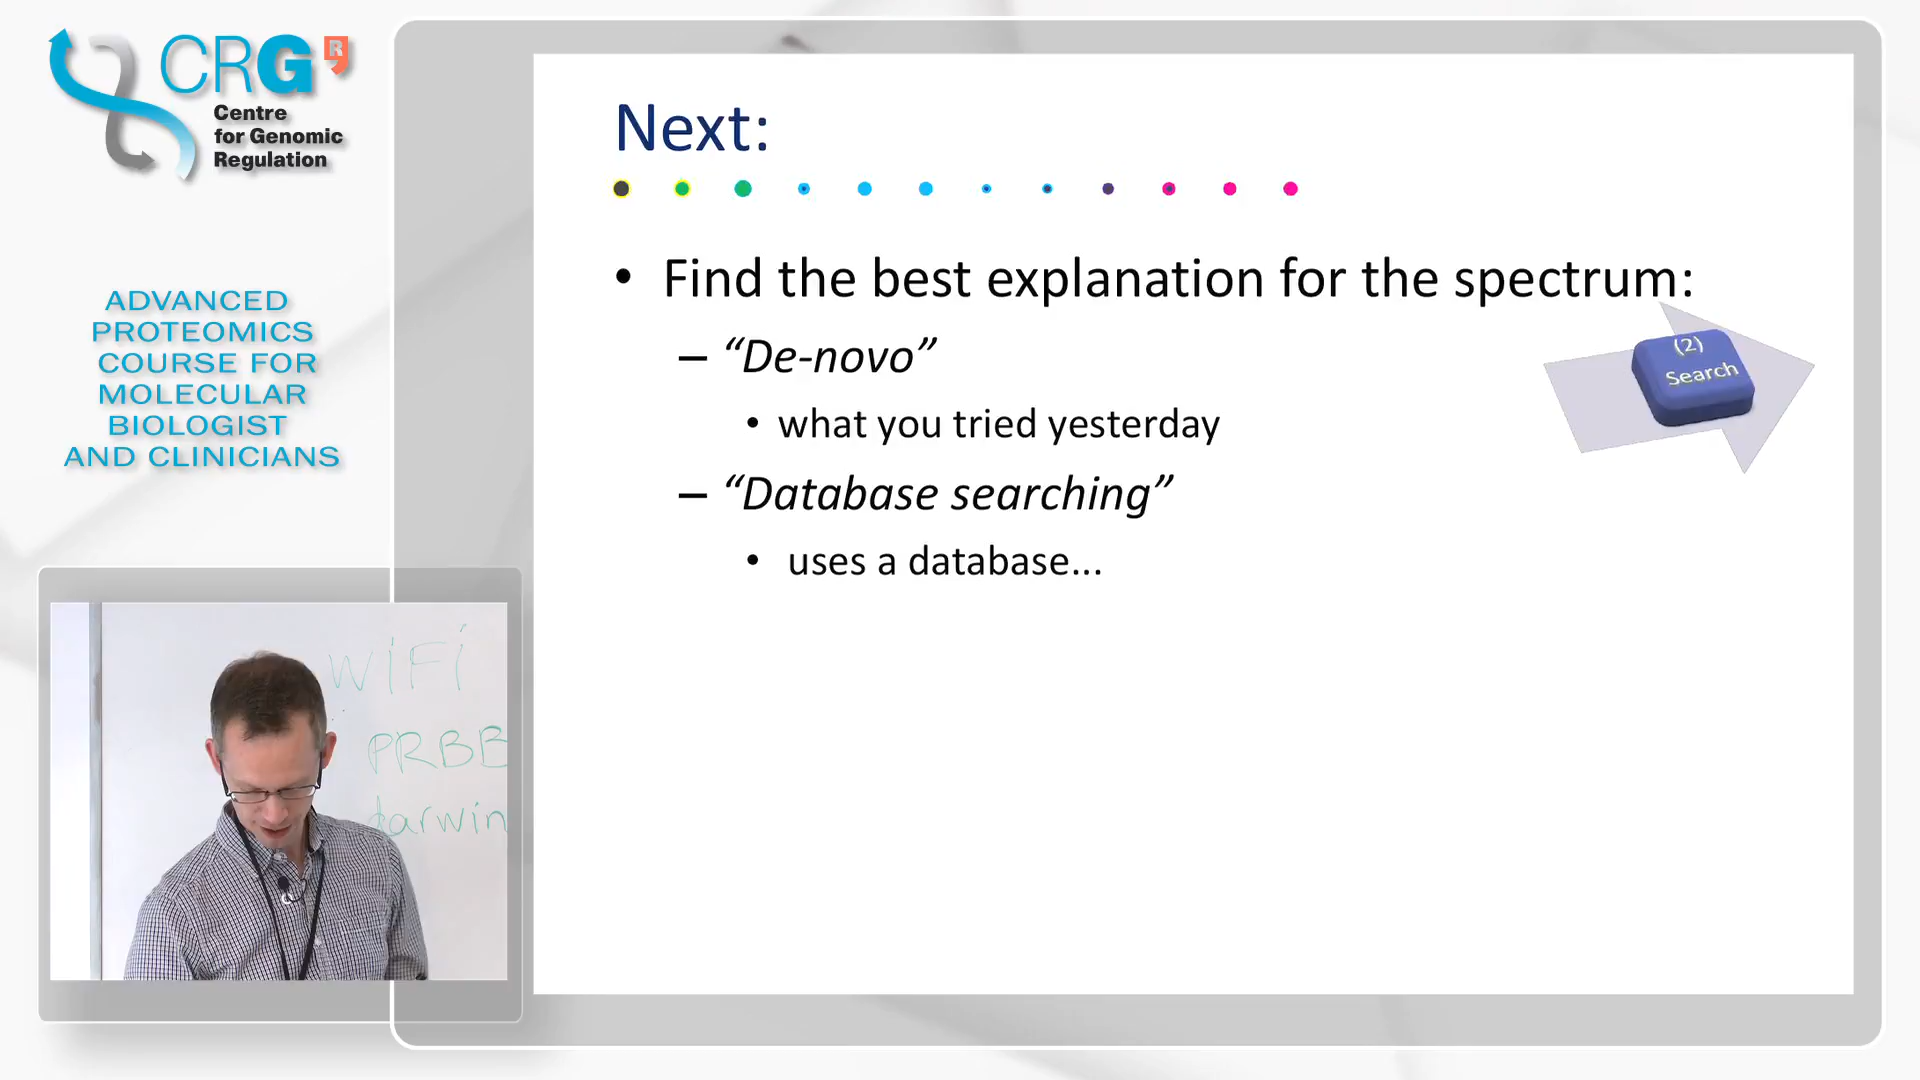 CRG
R
Centre
for Genomic
Regulation
ADVANCED
PROTEOMICS
COURSE FOR
MOLECULAR
BIOLOGIST
AND CLINICIANS
WiFi
PRBB
darwin
Next:
• Find the best explanation for the spectrum:
– “De-novo”
• what you tried yesterday
– “Database searching”
• uses a database...
(2)
Search